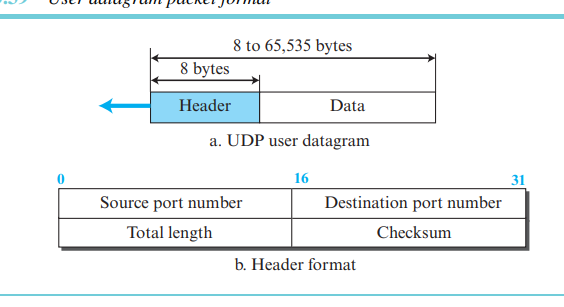 User datagram packet format
8 to 65,535 bytes
8 bytes
Header Data
a. UDP user datagram
0 16 31
Source port number Destination port number
Total length Checksum
b. Header format